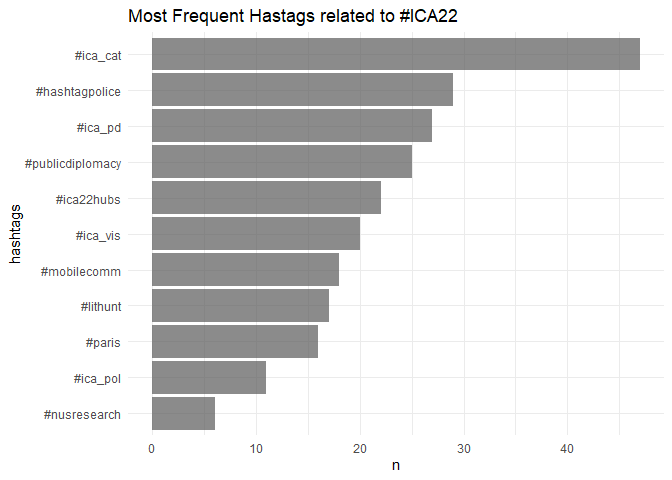 Most Frequent Hastags related to #ICA22
hashtags
#ica_cat
#hashtagpolice
#ica_pd
#publicdiplomacy
#ica22hubs
#ica_vis
#mobilecomm
#lithunt
#paris
#ica_pol
#nusresearch
0 10 20 30 40
n